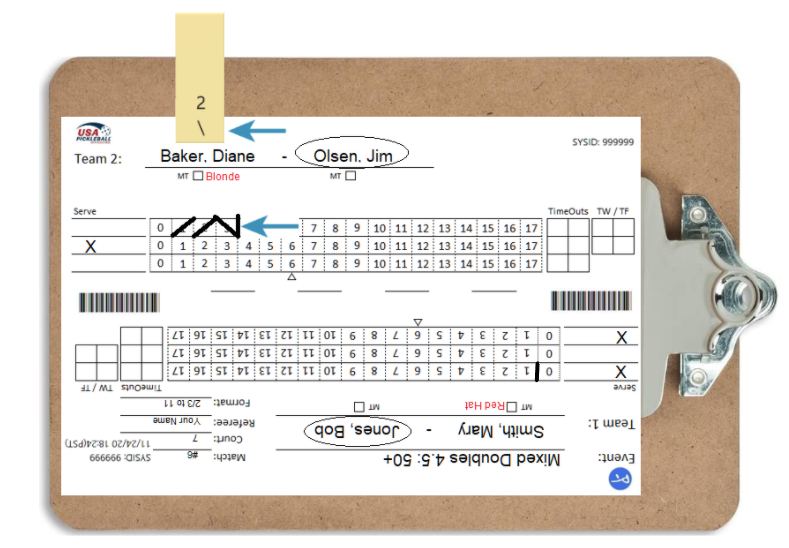 2
\
USA
PICKLEBALL
SYSID: 999999
Team 2: Baker, Diane - Olsen, Jim
MT Blonde MT
Serve TimeOuts TW / TF
0 7 8 9 10 11 12 13 14 15 16 17
X 0 1 2 3 4 5 6 7 8 9 10 11 12 13 14 15 16 17
0 1 2 3 4 5 6 7 8 9 10 11 12 13 14 15 16 17
Event: Mixed Doubles 4.5: 50+ Match: #6 SYSID: 999999
Court: 7 11/24/20 18:24(PST)
Team 1: Smith, Mary - Jones, Bob Referee: Your Name
MT Red Hat MT Format: 2/3 to 11
Serve TimeOuts TW / TF
X 0 1 2 3 4 5 6 7 8 9 10 11 12 13 14 15 16 17
0 1 2 3 4 5 6 7 8 9 10 11 12 13 14 15 16 17
X 0 1 2 3 4 5 6 7 8 9 10 11 12 13 14 15 16 17